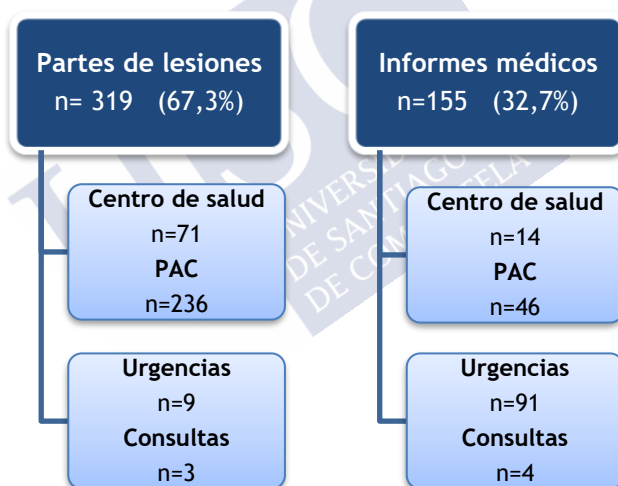 Partes de lesiones
n= 319 (67,3%)
Centro de salud
n=71
PAC
n=236
Urgencias
n=9
Consultas
n=3
Informes médicos
n=155 (32,7%)
Centro de salud
n=14
PAC
n=46
Urgencias
n=91
Consultas
n=4